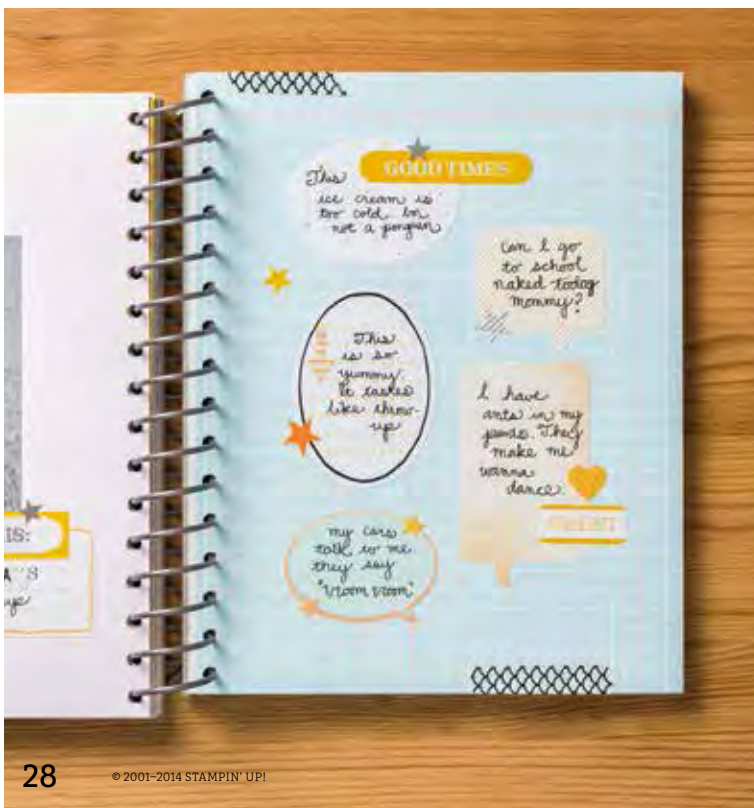 GOOD TIMES
This
ice cream is
too cold. Im
not a penguin
Can I go
to school
naked today
mommy?
This
is so
yummy.
It tastes
like throw-
up
I have
ants in my
pants. They
make me
wanna
dance.
my cars
talk to me
they say
"Vroom vroom"
IS:
A'S
28
© 2001–2014 STAMPIN' UP!